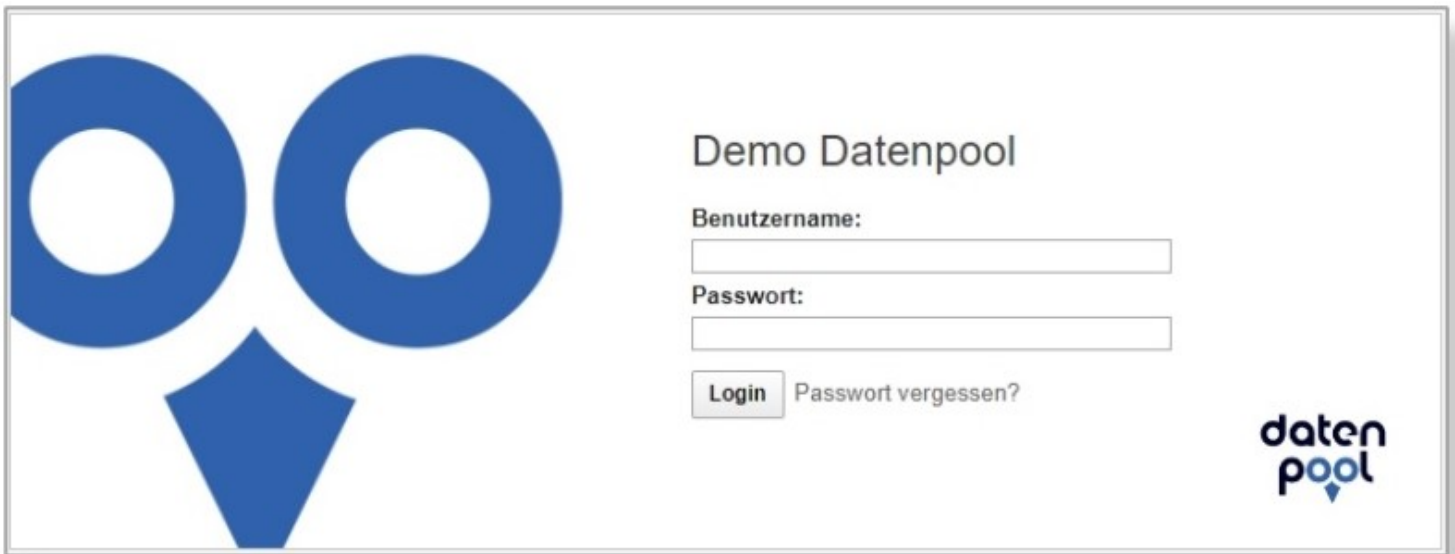 Demo Datenpool
Benutzername:
Passwort:
Login Passwort vergessen?
daten
pool